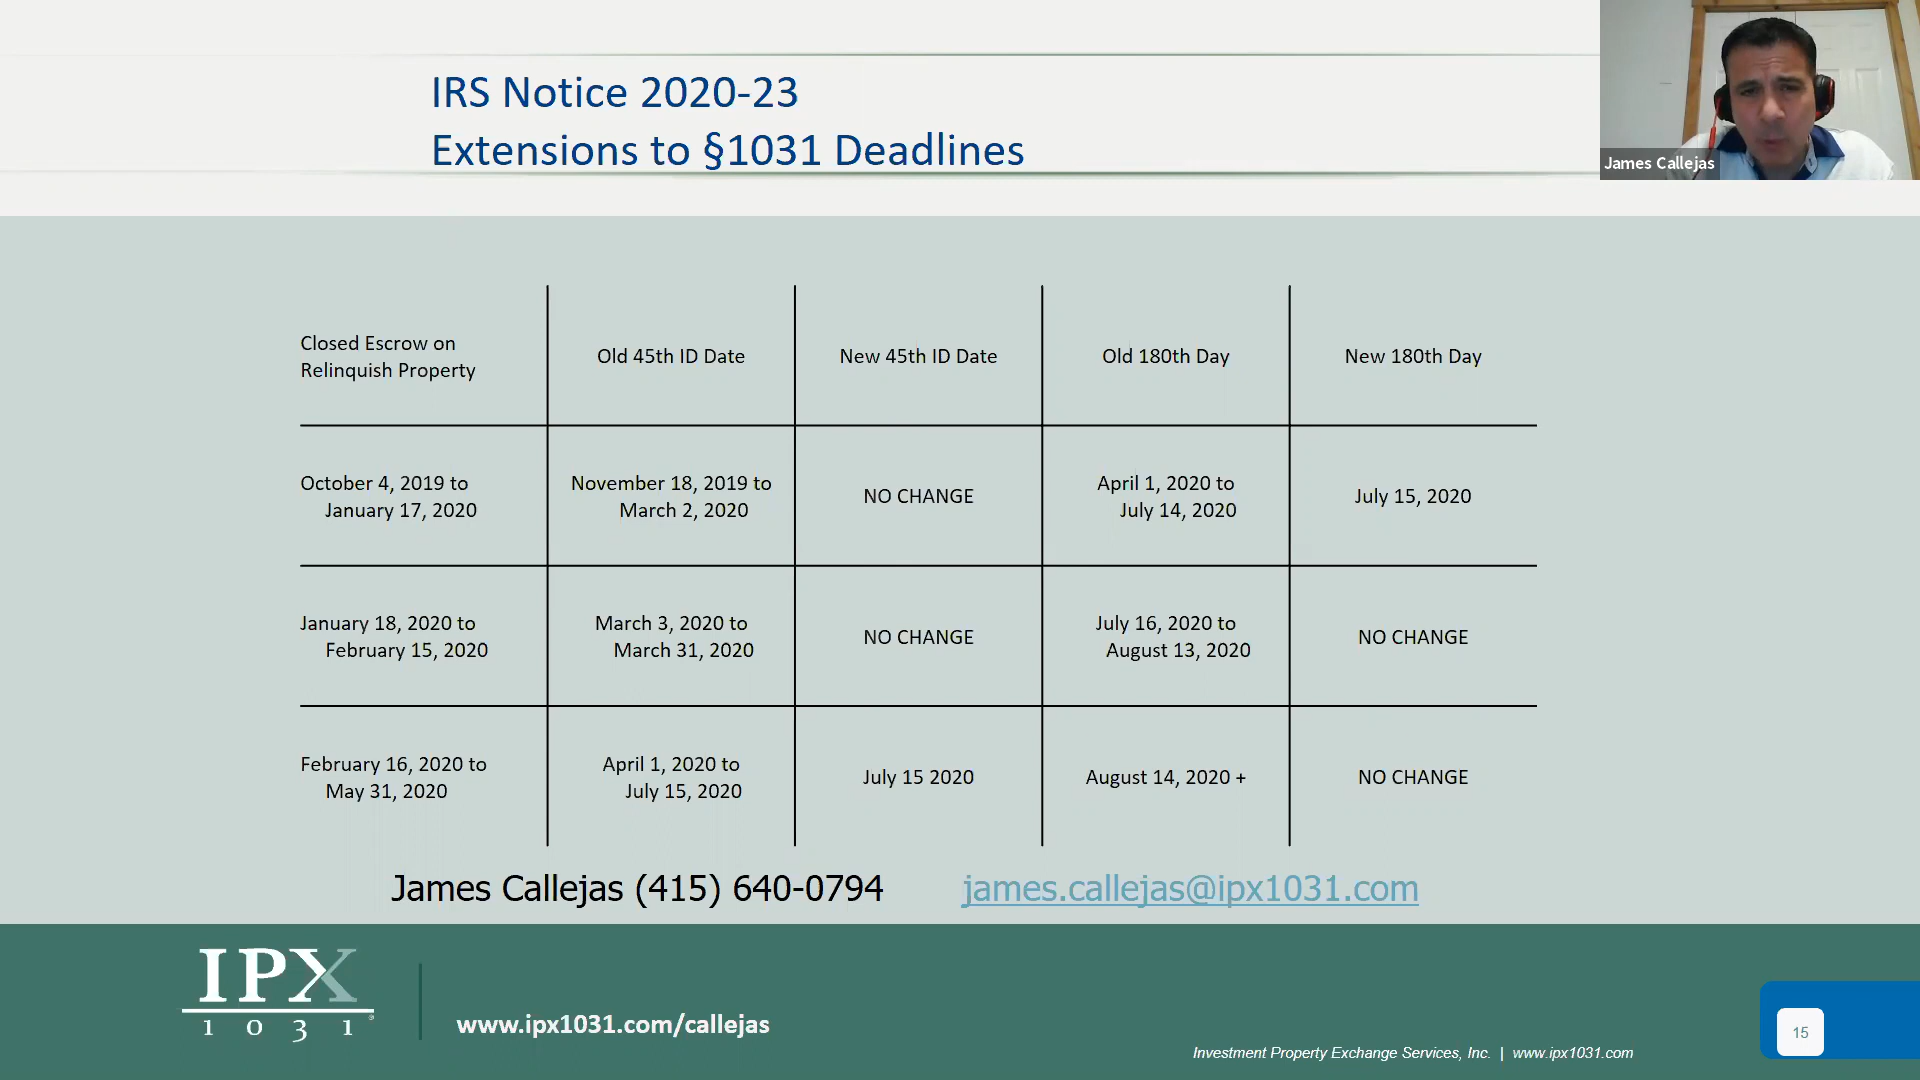 IRS Notice 2020-23
Extensions to §1031 Deadlines
James Callejas
Closed Escrow on
Relinquish Property
Old 45th ID Date
New 45th ID Date
Old 180th Day
New 180th Day
October 4, 2019 to
January 17, 2020
November 18, 2019 to
March 2, 2020
NO CHANGE
April 1, 2020 to
July 14, 2020
July 15, 2020
January 18, 2020 to
February 15, 2020
March 3, 2020 to
March 31, 2020
NO CHANGE
July 16, 2020 to
August 13, 2020
NO CHANGE
February 16, 2020 to
May 31, 2020
April 1, 2020 to
July 15, 2020
July 15 2020
August 14, 2020 +
NO CHANGE
James Callejas (415) 640-0794 james.callejas@ipx1031.com
IPX
1031®
www.ipx1031.com/callejas
Investment Property Exchange Services, Inc. | www.ipx1031.com
15